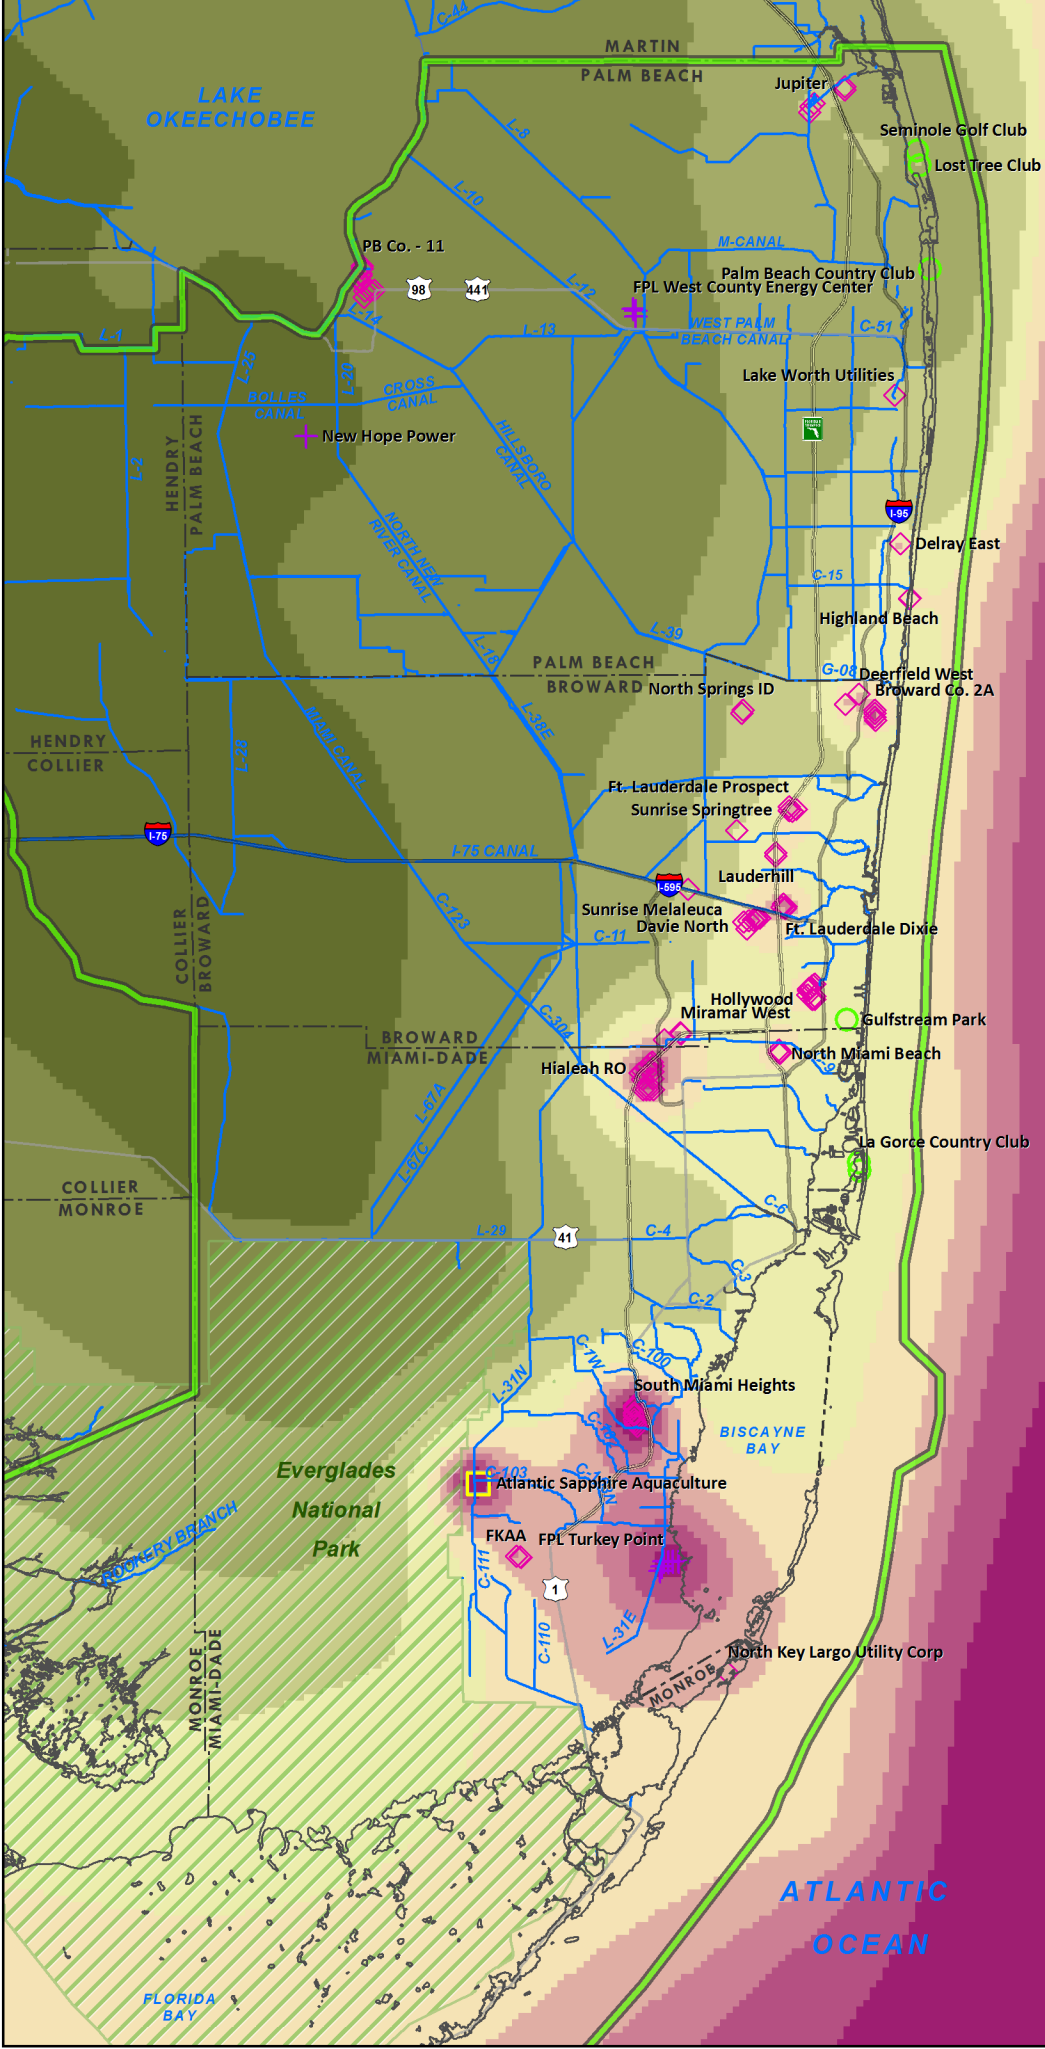 C-44
MARTIN
PALM BEACH
LAKE
OKEECHOBEE
Jupiter
L-8
Seminole Golf Club
Lost Tree Club
L-10
PB Co. - 11
M-CANAL
Palm Beach Country Club
98
441
L-12
FPL West County Energy Center
L-14
L-1
L-13
WEST PALM
BEACH CANAL
C-51
L-25
L-20
CROSS
CANAL
Lake Worth Utilities
BOLLES
CANAL
HENDRY
PALM BEACH
New Hope Power
HILLSBORO
CANAL
L-2
I-95
NORTH NEW
RIVER CANAL
Delray East
C-15
Highland Beach
L-39
L-18
PALM BEACH
BROWARD
G-08
Deerfield West
North Springs ID
Broward Co. 2A
L-38E
MIAMI CANAL
HENDRY
COLLIER
L-28
Ft. Lauderdale Prospect
Sunrise Springtree
I-75
I-75 CANAL
Lauderhill
I-595
C-123
COLLIER
BROWARD
Sunrise Melaleuca
Davie North
Ft. Lauderdale Dixie
C-11
Hollywood
Miramar West
Gulfstream Park
C-304
BROWARD
MIAMI-DADE
North Miami Beach
C-9
Hialeah RO
L-67A
L-67C
La Gorce Country Club
COLLIER
MONROE
C-6
L-29
41
C-4
C-3
C-2
C-1W
C-100
L-31N
South Miami Heights
BISCAYNE
BAY
Everglades
National
Park
C-103
Atlantic Sapphire Aquaculture
ROOKERY BRANCH
FKAA
FPL Turkey Point
C-111
1
C-110
L-31E
MONROE
MIAMI-DADE
North Key Largo Utility Corp
MONROE
ATLANTIC
OCEAN
FLORIDA
BAY